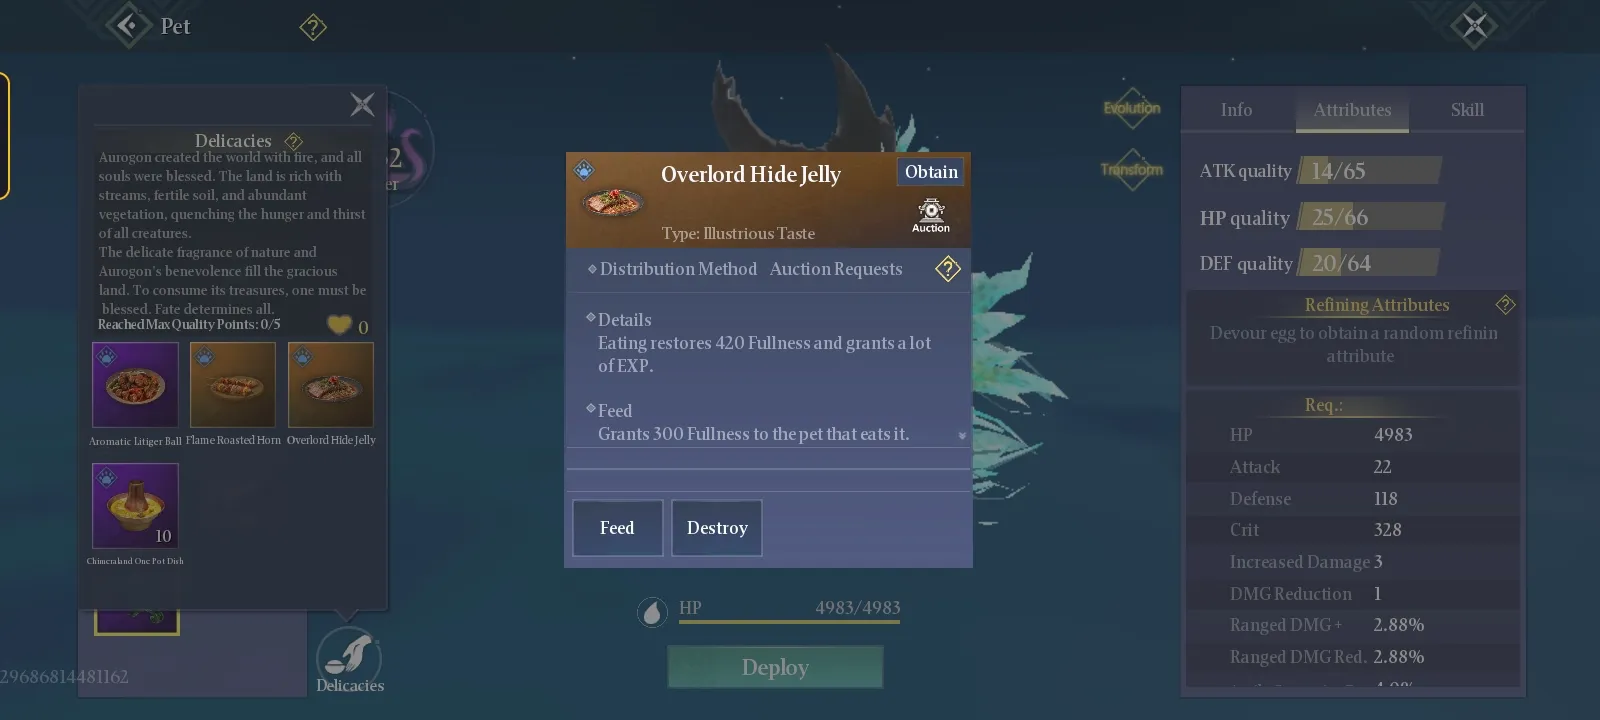 Pet
?
Delicacies ?
Aurogon created the world with fire, and all
souls were blessed. The land is rich with
streams, fertile soil, and abundant
vegetation, quenching the hunger and thirst
of all creatures.
The delicate fragrance of nature and
Aurogon's benevolence fill the gracious
land. To consume its treasures, one must be
blessed. Fate determines all.
Reached Max Quality Points: 0/5
0
Aromatic Litiger Ball
Flame Roasted Horn
Overlord Hide Jelly
10
Chimeraland One Pot Dish
Delicacies
29686814481162
Overlord Hide Jelly
Obtain
Auction
Type: Illustrious Taste
Distribution Method Auction Requests ?
Details
Eating restores 420 Fullness and grants a lot
of EXP.
Feed
Grants 300 Fullness to the pet that eats it.
Feed
Destroy
HP 4983/4983
Deploy
Evolution
Transform
Info
Attributes
Skill
ATK quality 14/65
HP quality 25/66
DEF quality 20/64
Refining Attributes ?
Devour egg to obtain a random refinin
attribute
Req.:
HP 4983
Attack 22
Defense 118
Crit 328
Increased Damage 3
DMG Reduction 1
Ranged DMG+ 2.88%
Ranged DMG Red. 2.88%